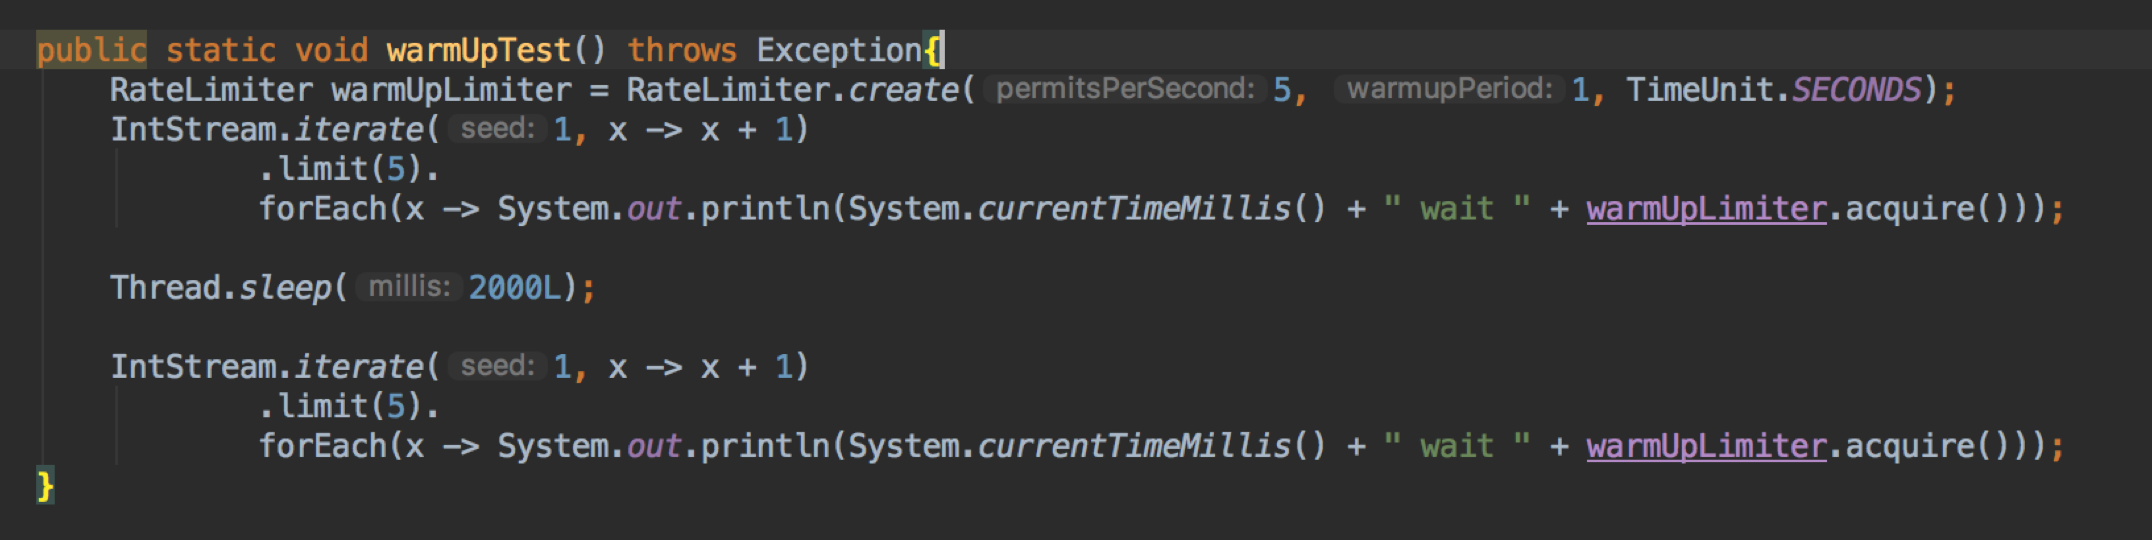 public static void warmUpTest() throws Exception{
RateLimiter warmUpLimiter = RateLimiter.create( permitsPerSecond: 5, warmupPeriod: 1, TimeUnit.SECONDS);
IntStream.iterate( seed: 1, x -> x + 1)
.limit(5).
forEach(x -> System.out.println(System.currentTimeMillis() + " wait " + warmUpLimiter.acquire()));
Thread.sleep( millis: 2000L);
IntStream.iterate( seed: 1, x -> x + 1)
.limit(5).
forEach(x -> System.out.println(System.currentTimeMillis() + " wait " + warmUpLimiter.acquire()));
}